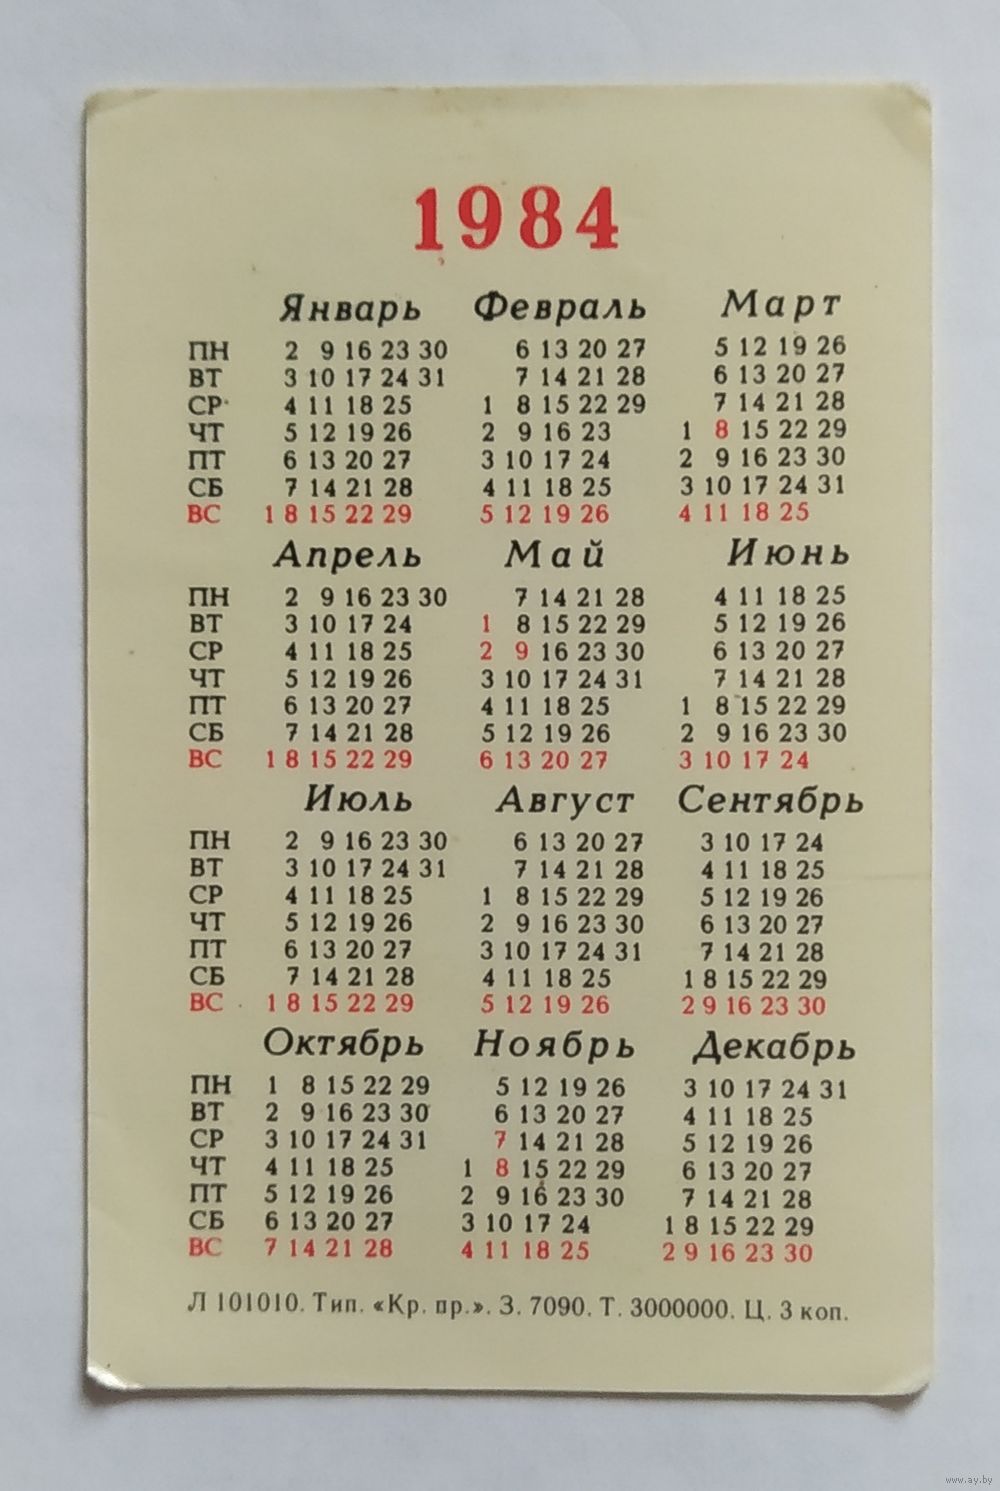 1984
Январь Февраль Март
ПН 2 9 16 23 30 6 13 20 27 5 12 19 26
ВТ 3 10 17 24 31 7 14 21 28 6 13 20 27
СР 4 11 18 25 1 8 15 22 29 7 14 21 28
ЧТ 5 12 19 26 2 9 16 23 1 8 15 22 29
ПТ 6 13 20 27 3 10 17 24 2 9 16 23 30
СБ 7 14 21 28 4 11 18 25 3 10 17 24 31
ВС 1 8 15 22 29 5 12 19 26 4 11 18 25
Апрель Май Июнь
ПН 2 9 16 23 30 7 14 21 28 4 11 18 25
ВТ 3 10 17 24 1 8 15 22 29 5 12 19 26
СР 4 11 18 25 2 9 16 23 30 6 13 20 27
ЧТ 5 12 19 26 3 10 17 24 31 7 14 21 28
ПТ 6 13 20 27 4 11 18 25 1 8 15 22 29
СБ 7 14 21 28 5 12 19 26 2 9 16 23 30
ВС 1 8 15 22 29 6 13 20 27 3 10 17 24
Июль Август Сентябрь
ПН 2 9 16 23 30 6 13 20 27 3 10 17 24
ВТ 3 10 17 24 31 7 14 21 28 4 11 18 25
СР 4 11 18 25 1 8 15 22 29 5 12 19 26
ЧТ 5 12 19 26 2 9 16 23 30 6 13 20 27
ПТ 6 13 20 27 3 10 17 24 31 7 14 21 28
СБ 7 14 21 28 4 11 18 25 1 8 15 22 29
ВС 1 8 15 22 29 5 12 19 26 2 9 16 23 30
Октябрь Ноябрь Декабрь
ПН 1 8 15 22 29 5 12 19 26 3 10 17 24 31
ВТ 2 9 16 23 30 6 13 20 27 4 11 18 25
СР 3 10 17 24 31 7 14 21 28 5 12 19 26
ЧТ 4 11 18 25 1 8 15 22 29 6 13 20 27
ПТ 5 12 19 26 2 9 16 23 30 7 14 21 28
СБ 6 13 20 27 3 10 17 24 1 8 15 22 29
ВС 7 14 21 28 4 11 18 25 2 9 16 23 30
Л 101010. Тип. «Кр. пр.». З. 7090. Т. 3000000. Ц. 3 коп.
www.ay.by